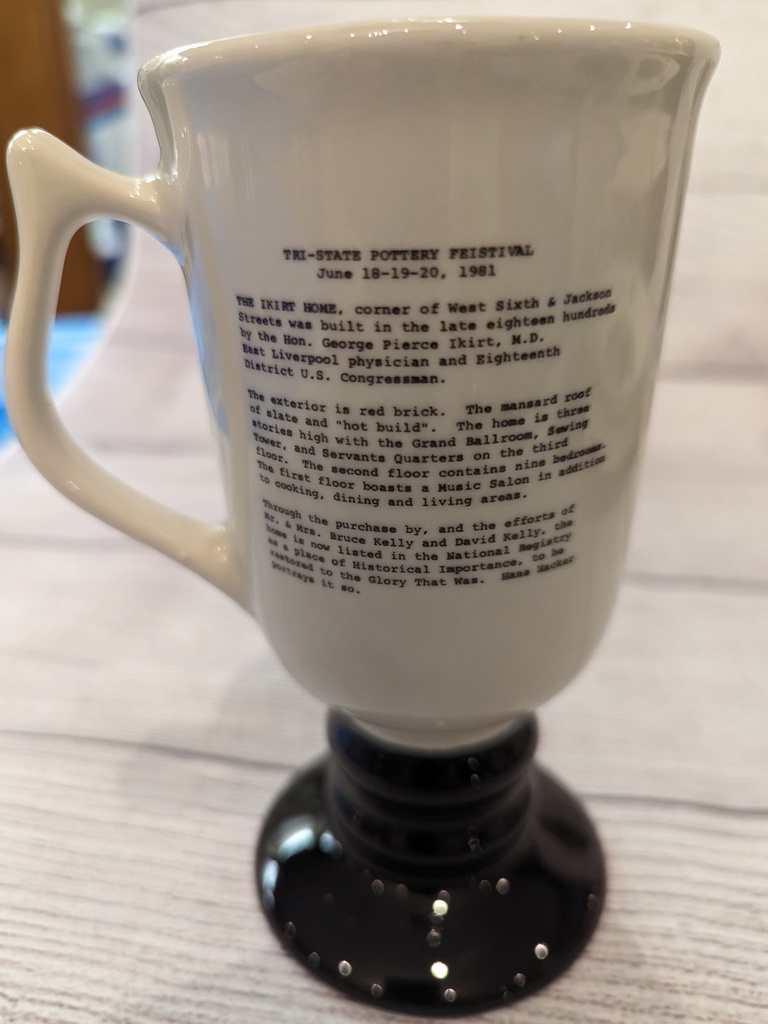 TRI-STATE POTTERY FEISTIVAL
June 18-19-20, 1981
THE IKIRT HOME, corner of West Sixth & Jackson
Streets was built in the late eighteen hundreds
by the Hon. George Pierce Ikirt, M.D.
East Liverpool physician and Eighteenth
District U.S. Congressman.
The exterior is red brick. The mansard roof
of slate and "hot build". The home is three
stories high with the Grand Ballroom, Sewing
Tower, and Servants Quarters on the third
floor. The second floor contains nine bedrooms.
The first floor boasts a Music Salon in addition
to cooking, dining and living areas.
Through the purchase by, and the efforts of
Mr. & Mrs. Bruce Kelly and David Kelly, the
home is now listed in the National Registry
as a place of Historical Importance, to be
restored to the Glory That Was. Hans Hacker
portrays it so.